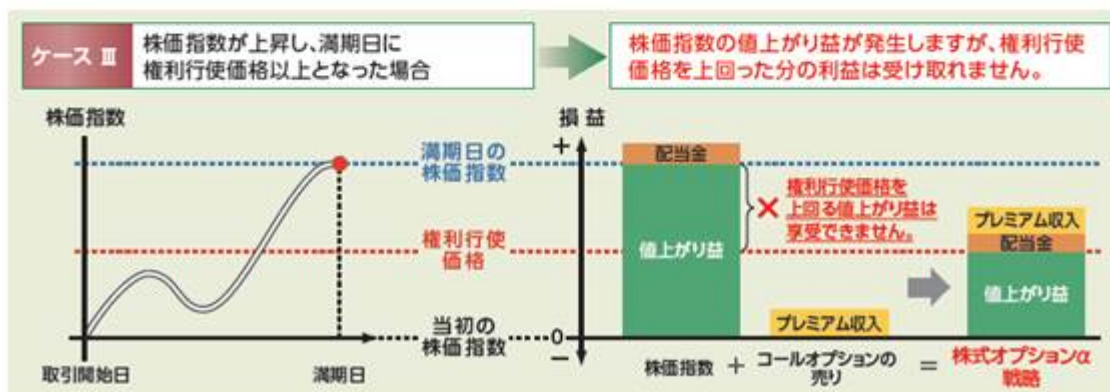 ケース Ⅲ
株価指数が上昇し、満期日に
権利行使価格以上となった場合
株価指数の値上がり益が発生しますが、権利行使
価格を上回った分の利益は受け取れません。
株価指数
満期日の
株価指数
権利行使
価格
当初の
株価指数
取引開始日
満期日
損 益
+
0
−
配当金
値上がり益
×
権利行使価格を
上回る値上がり益は
享受できません。
プレミアム収入
プレミアム収入
配当金
値上がり益
株価指数 + コールオプションの
売り
= 株式オプションα
戦略